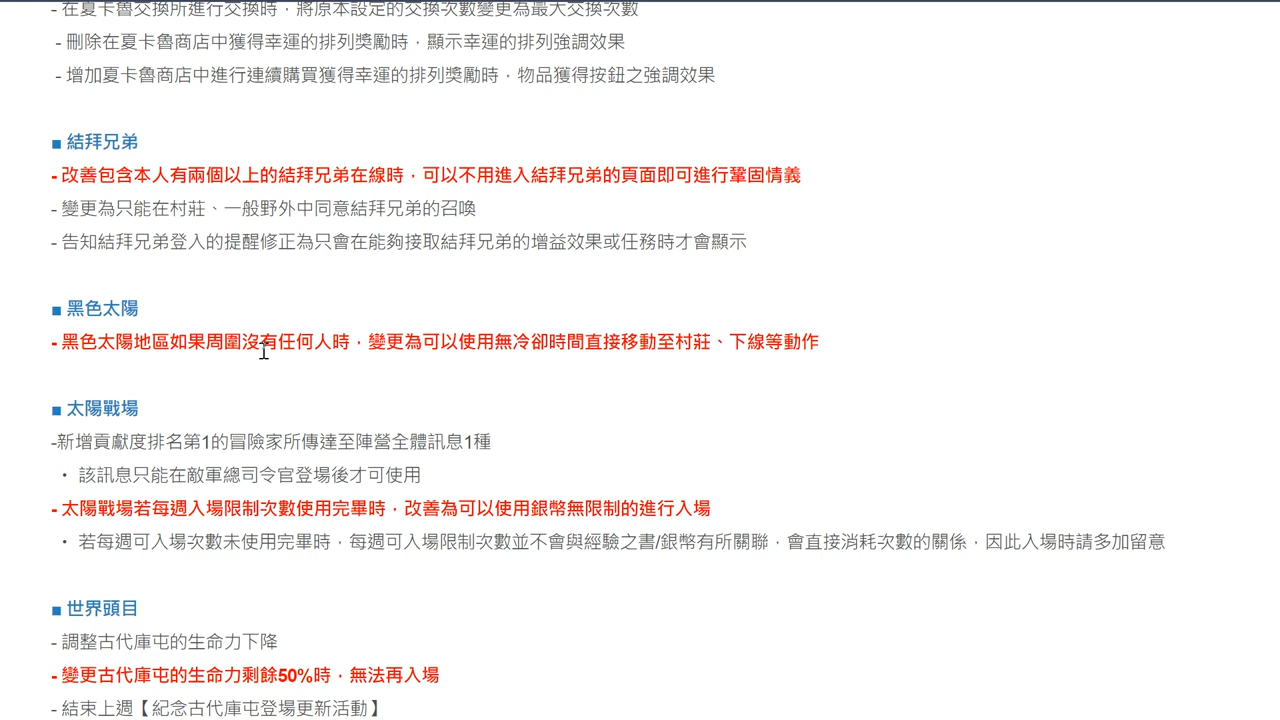 - 在夏卡魯交換所進行交換時，將原本設定的交換次數變更為最大交換次數
- 刪除在夏卡魯商店中獲得幸運的排列獎勵時，顯示幸運的排列強調效果
- 增加夏卡魯商店中進行連續購買獲得幸運的排列獎勵時，物品獲得按鈕之強調效果
■ 結拜兄弟
- 改善包含本人有兩個以上的結拜兄弟在線時，可以不用進入結拜兄弟的頁面即可進行鞏固情義
- 變更為只能在村莊、一般野外中同意結拜兄弟的召喚
- 告知結拜兄弟登入的提醒修正為只會在能夠接取結拜兄弟的增益效果或任務時才會顯示
■ 黑色太陽
- 黑色太陽地區如果周圍沒有任何人時，變更為可以使用無冷卻時間直接移動至村莊、下線等動作
■ 太陽戰場
-新增貢獻度排名第1的冒險家所傳達至陣營全體訊息1種
・ 該訊息只能在敵軍總司令官登場後才可使用
- 太陽戰場若每週入場限制次數使用完畢時，改善為可以使用銀幣無限制的進行入場
・ 若每週可入場次數未使用完畢時，每週可入場限制次數並不會與經驗之書/銀幣有所關聯，會直接消耗次數的關係，因此入場時請多加留意
■ 世界頭目
- 調整古代庫屯的生命力下降
- 變更古代庫屯的生命力剩餘50%時，無法再入場
- 結束上週【紀念古代庫屯登場更新活動】